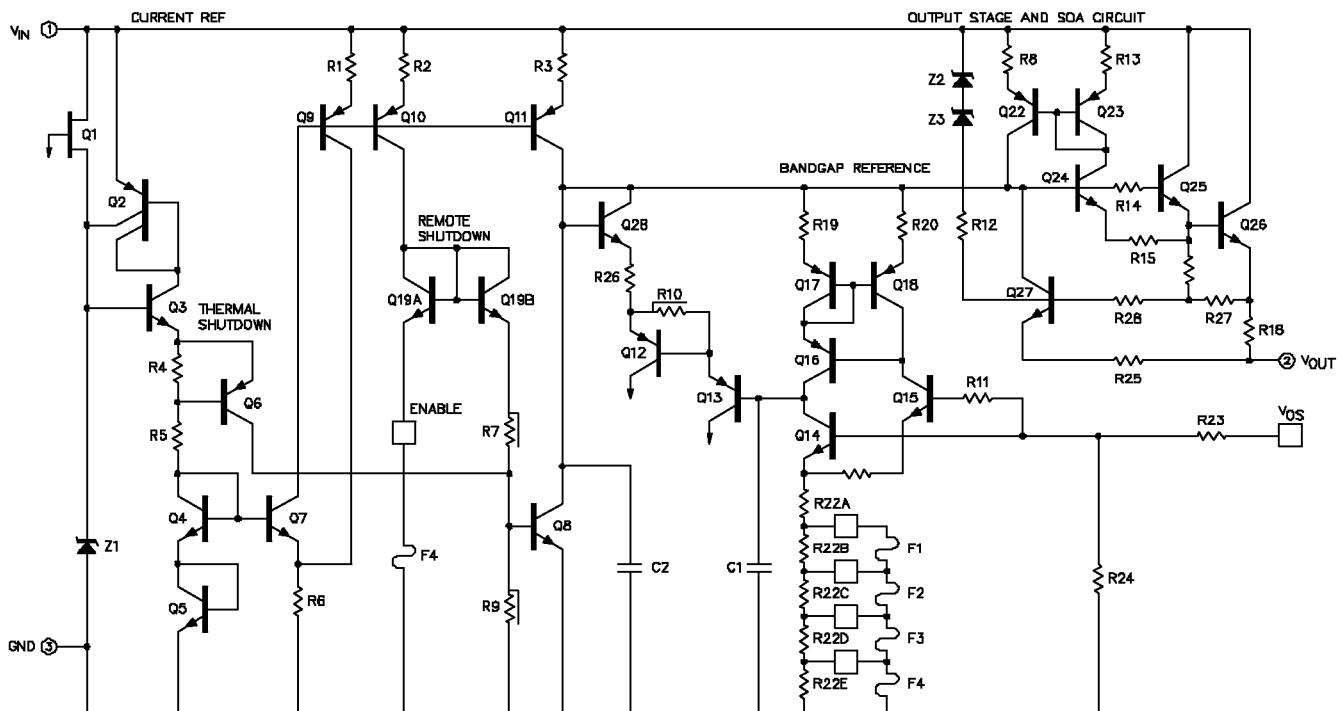 CURRENT REF
OUTPUT STAGE AND SOA CIRCUIT
VIN 1
R1
R2
R3
R8
R13
Z2
Q1
Q9
Q10
Q11
Z3
Q22
Q23
BANDGAP REFERENCE
Q2
Q24
Q25
R14
REMOTE SHUTDOWN
Q28
R19
R20
R12
R15
Q26
R26
Q17
Q18
Q27
Q3
Q19A
Q19B
R10
THERMAL SHUTDOWN
R28
R27
R18
R4
Q12
Q16
R25
2 VOUT
Q6
ENABLE
Q13
Q15
R11
VOS
R5
R7
Q14
R23
R22A
Q4
Q7
Q8
Z1
F4
R22B
F1
C2
C1
R22C
F2
R24
Q5
R6
R9
R22D
F3
GND 3
R22E
F4